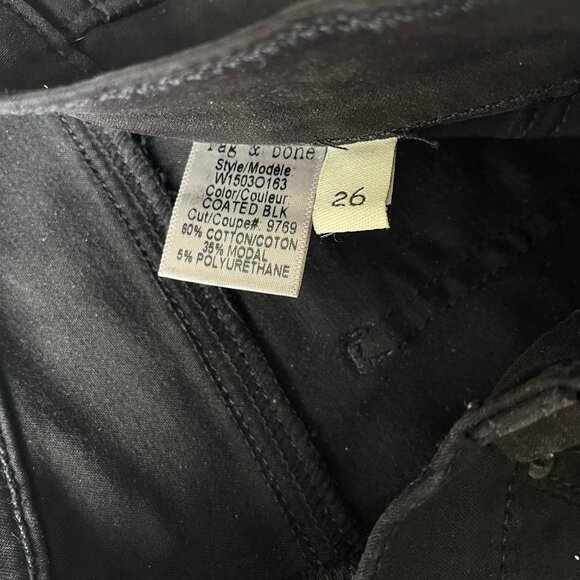 rag & bone
Style/Modèle
W1503O163
Color/Couleur
COATED BLK
Cut/Coupe# 9769
60% COTTON/COTON
35% MODAL
5% POLYURETHANE
26